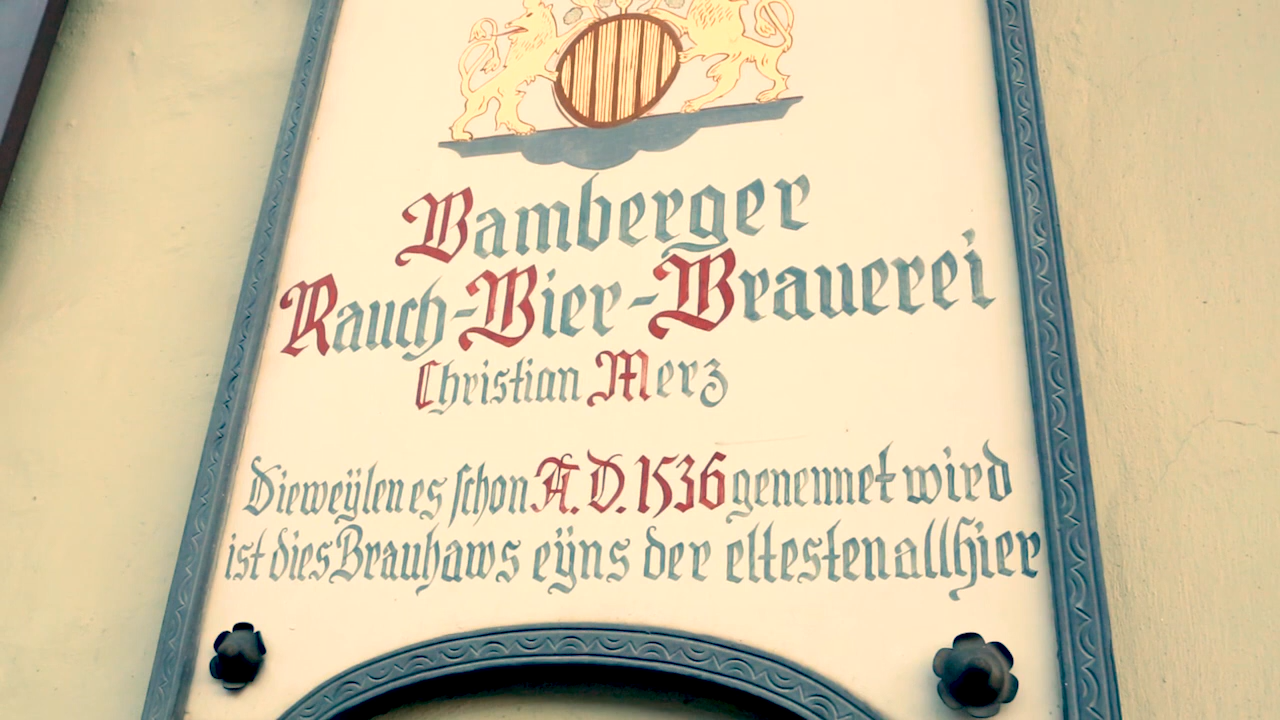 Bamberger
Rauch-Bier-Brauerei
Christian Merz
Dieweÿlen es schon A.D. 1536 genennet wird
ist dies Brauhaws eÿns der eltesten allhier